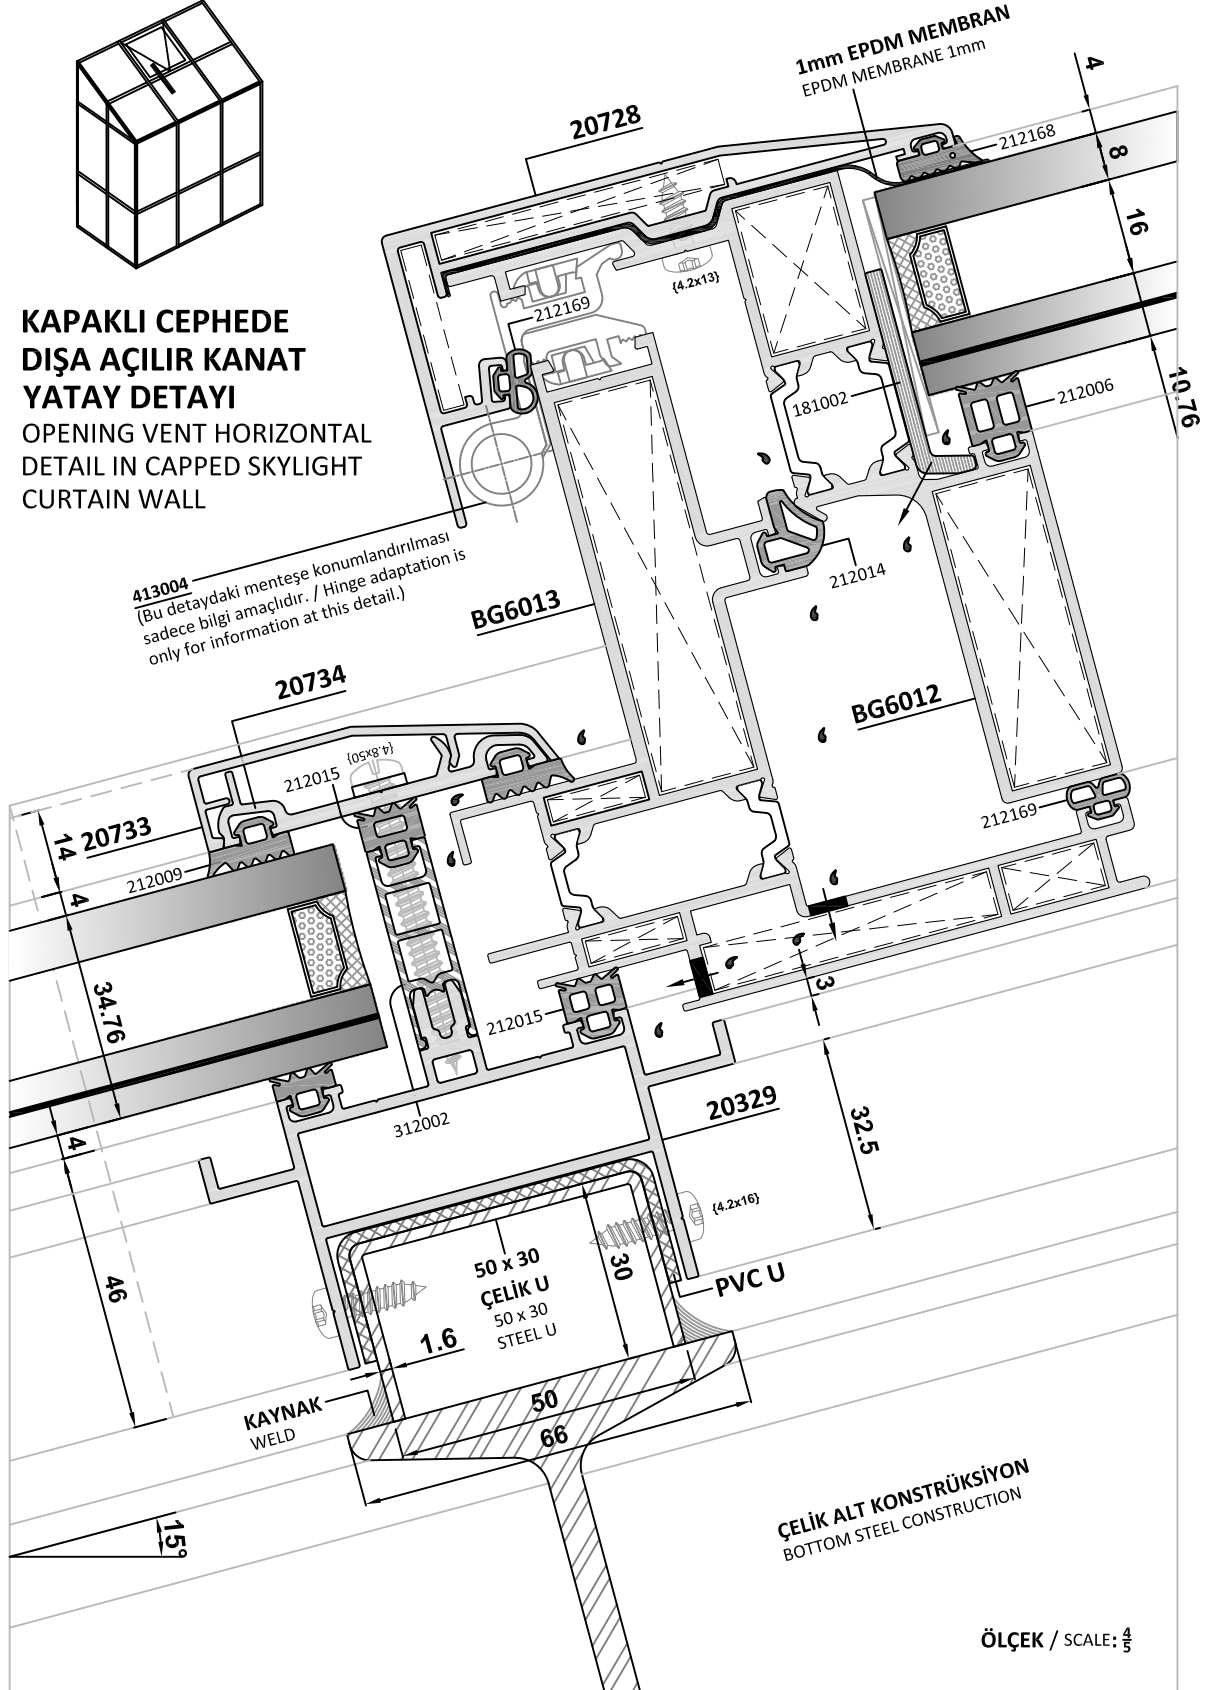 1mm EPDM MEMBRAN
EPDM MEMBRANE 1mm
4
20728
212168
8
16
{4.2x13}
212169
KAPAKLI CEPHEDE
DIŞA AÇILIR KANAT
YATAY DETAYI
OPENING VENT HORIZONTAL
DETAIL IN CAPPED SKYLIGHT
CURTAIN WALL
181002
212006
10.76
413004
(Bu detaydaki menteşe konumlandırılması
sadece bilgi amaçlıdır. / Hinge adaptation is
only for information at this detail.)
212014
BG6013
20734
BG6012
{4.8x50}
212015
20733
14
212169
212009
4
34.76
3
212015
20329
312002
32.5
4
{4.2x16}
46
50 x 30
ÇELİK U
50 x 30
STEEL U
30
PVC U
1.6
KAYNAK
WELD
50
66
15°
ÇELİK ALT KONSTRÜKSİYON
BOTTOM STEEL CONSTRUCTION
ÖLÇEK / SCALE: 4/5